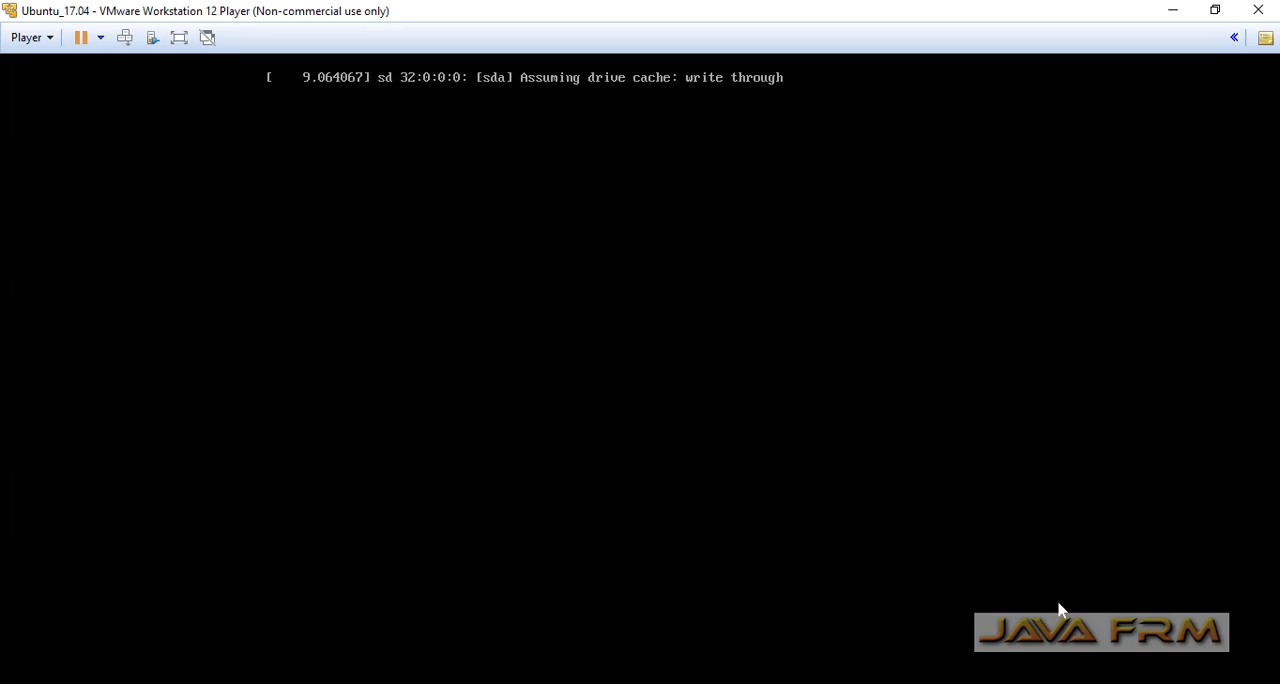 Ubuntu_17.04 - VMware Workstation 12 Player (Non-commercial use only)
Player
[    9.064067] sd 32:0:0:0: [sda] Assuming drive cache: write through
JAVA FRM